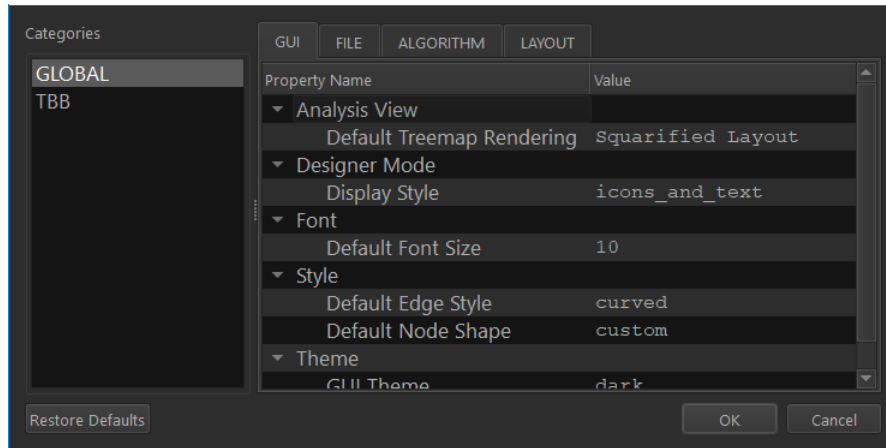 Categories
GUI FILE ALGORITHM LAYOUT
GLOBAL
TBB
Property Name Value
Analysis View
Default Treemap Rendering Squarified Layout
Designer Mode
Display Style icons_and_text
Font
Default Font Size 10
Style
Default Edge Style curved
Default Node Shape custom
Theme
GUI Theme dark
Restore Defaults OK Cancel